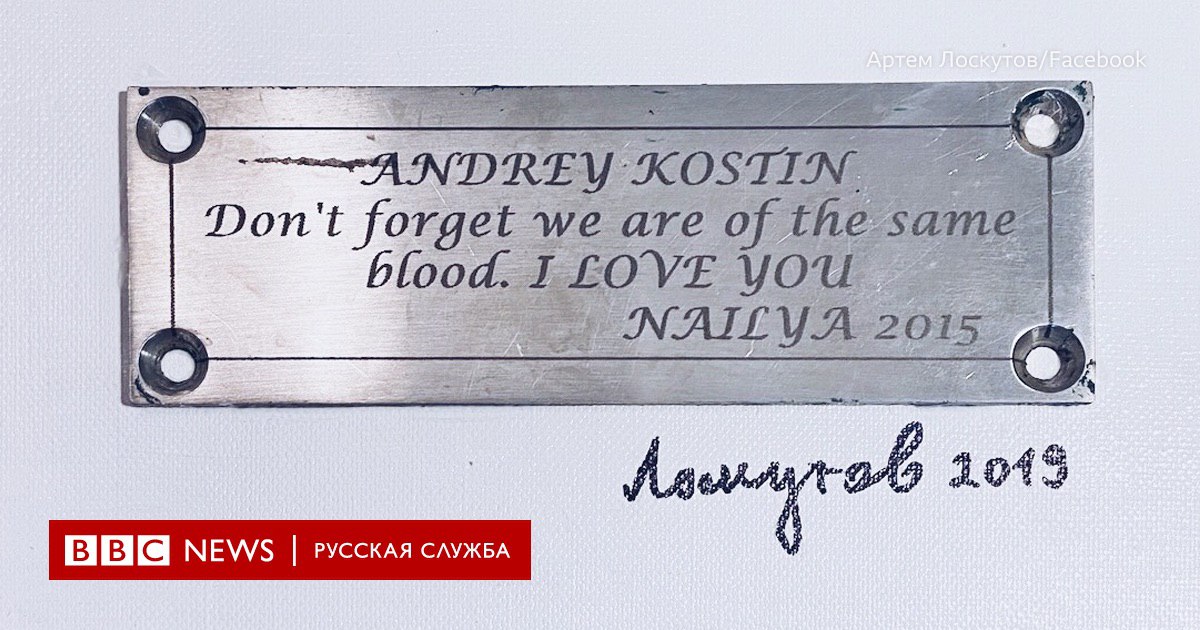 Артем Лоскутов/Facebook
ANDREY KOSTIN
Don't forget we are of the same
blood. I LOVE YOU
NAILYA 2015
Лоскутов 2019
BBC NEWS | РУССКАЯ СЛУЖБА